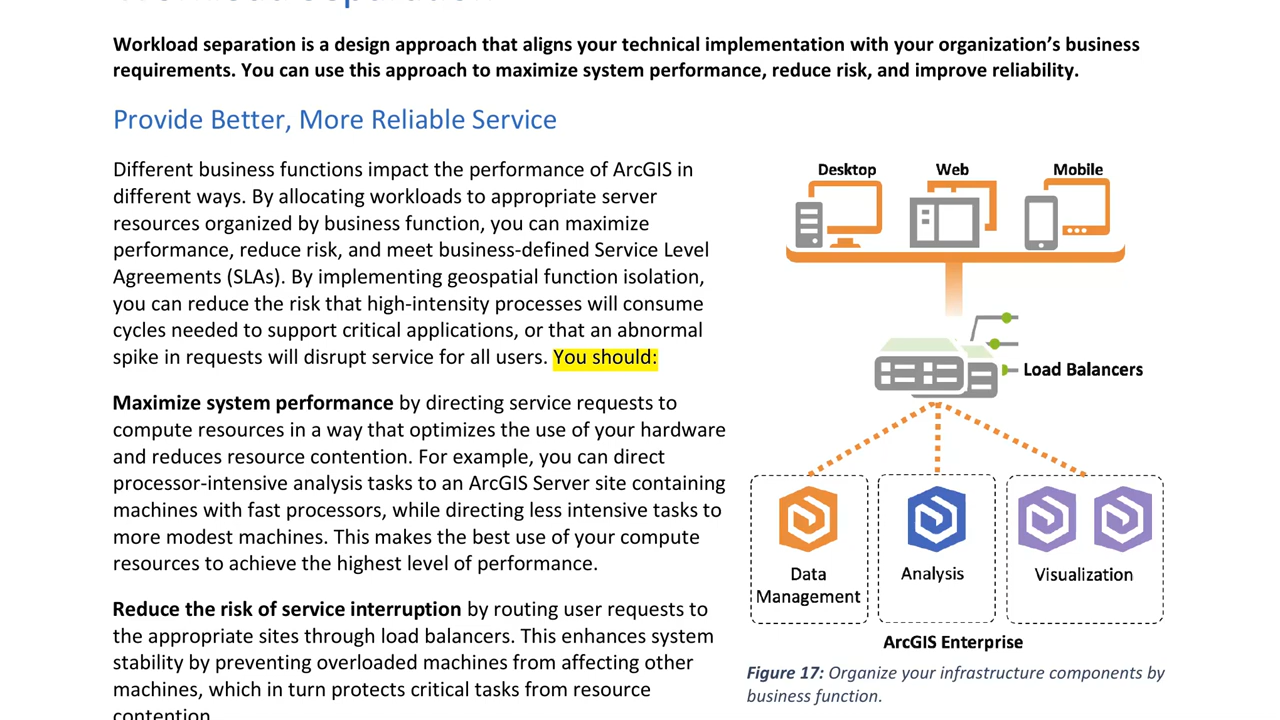 Workload separation is a design approach that aligns your technical implementation with your organization's business
requirements. You can use this approach to maximize system performance, reduce risk, and improve reliability.
Provide Better, More Reliable Service
Different business functions impact the performance of ArcGIS in
different ways. By allocating workloads to appropriate server
resources organized by business function, you can maximize
performance, reduce risk, and meet business-defined Service Level
Agreements (SLAs). By implementing geospatial function isolation,
you can reduce the risk that high-intensity processes will consume
cycles needed to support critical applications, or that an abnormal
spike in requests will disrupt service for all users. You should:
Maximize system performance by directing service requests to
compute resources in a way that optimizes the use of your hardware
and reduces resource contention. For example, you can direct
processor-intensive analysis tasks to an ArcGIS Server site containing
machines with fast processors, while directing less intensive tasks to
more modest machines. This makes the best use of your compute
resources to achieve the highest level of performance.
Reduce the risk of service interruption by routing user requests to
the appropriate sites through load balancers. This enhances system
stability by preventing overloaded machines from affecting other
machines, which in turn protects critical tasks from resource
contention.
Desktop
Web
Mobile
Load Balancers
Data
Management
Analysis
Visualization
ArcGIS Enterprise
Figure 17: Organize your infrastructure components by
business function.